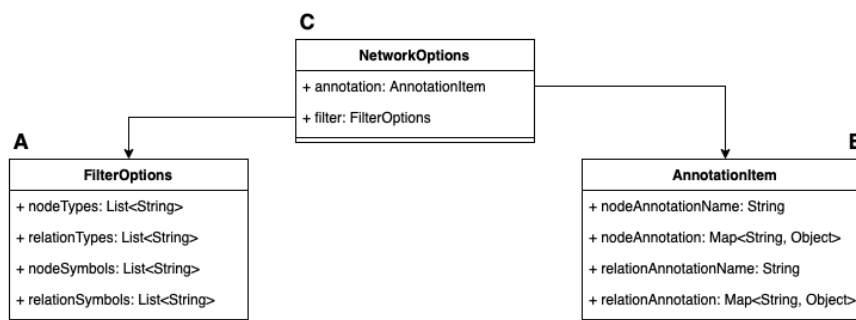 C
NetworkOptions
+ annotation: AnnotationItem
+ filter: FilterOptions
A
FilterOptions
+ nodeTypes: List<String>
+ relationTypes: List<String>
+ nodeSymbols: List<String>
+ relationSymbols: List<String>
AnnotationItem
+ nodeAnnotationName: String
+ nodeAnnotation: Map<String, Object>
+ relationAnnotationName: String
+ relationAnnotation: Map<String, Object>